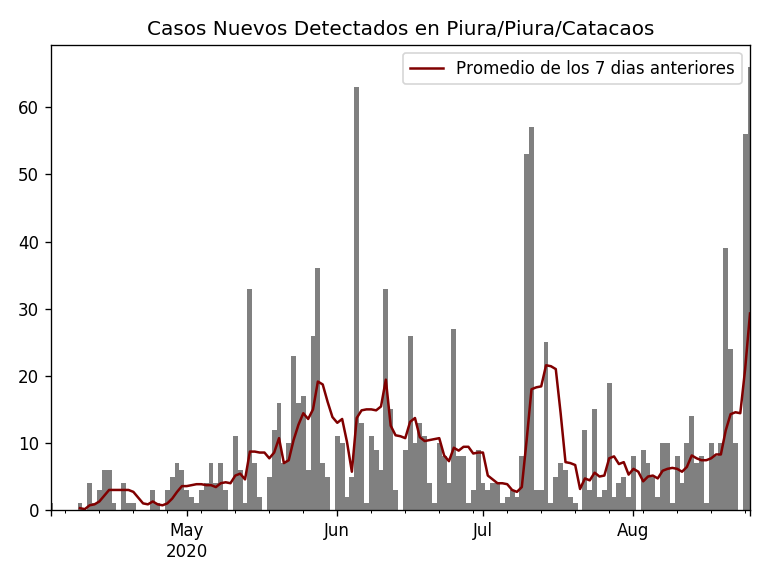 Casos Nuevos Detectados en Piura/Piura/Catacaos
Promedio de los 7 dias anteriores
60
50
40
30
20
10
0
May
2020
Jun
Jul
Aug